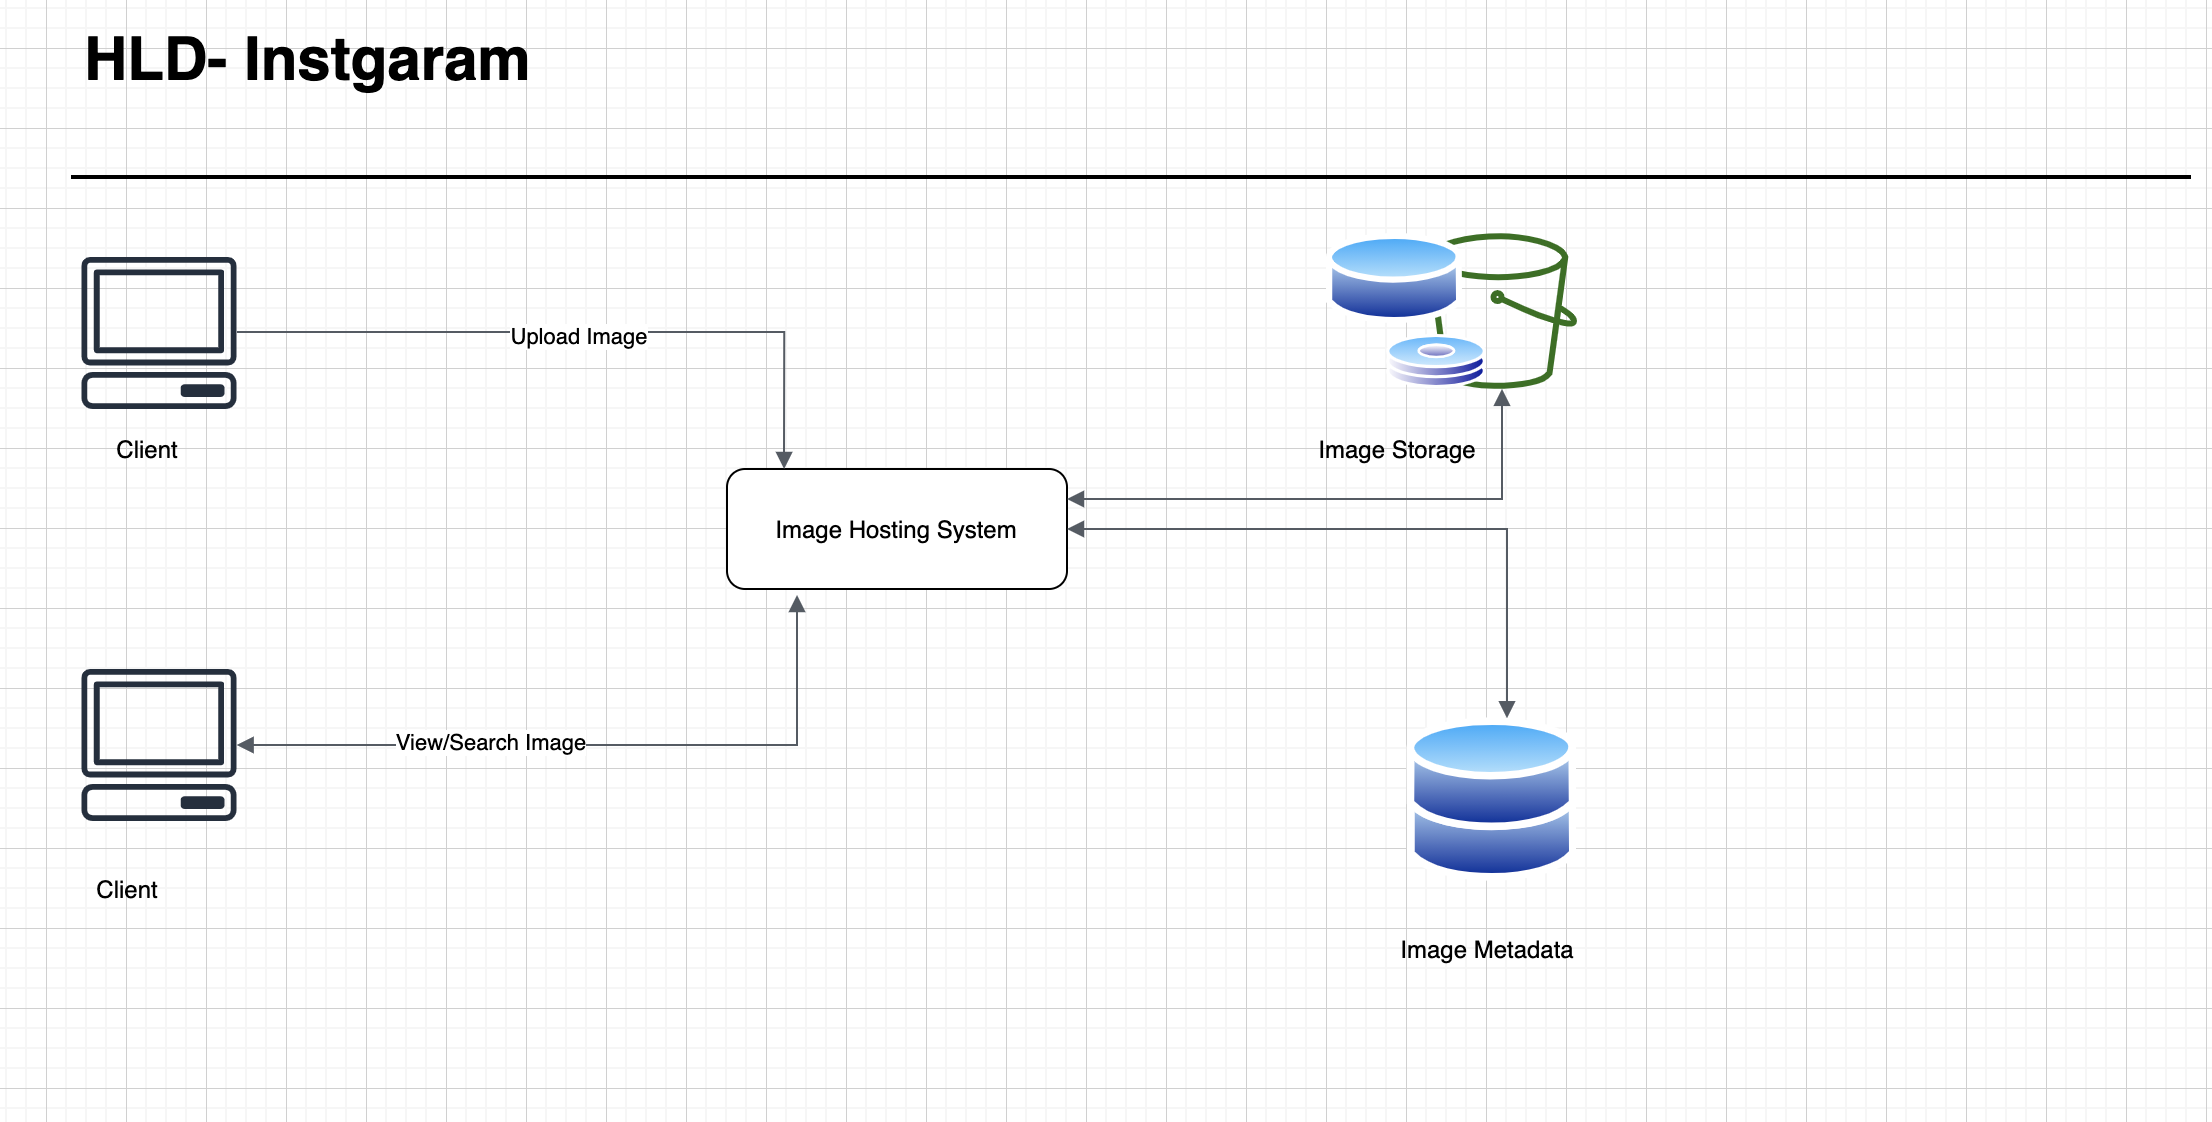 HLD- Instgaram
Upload Image
Client
Image Storage
Image Hosting System
View/Search Image
Client
Image Metadata